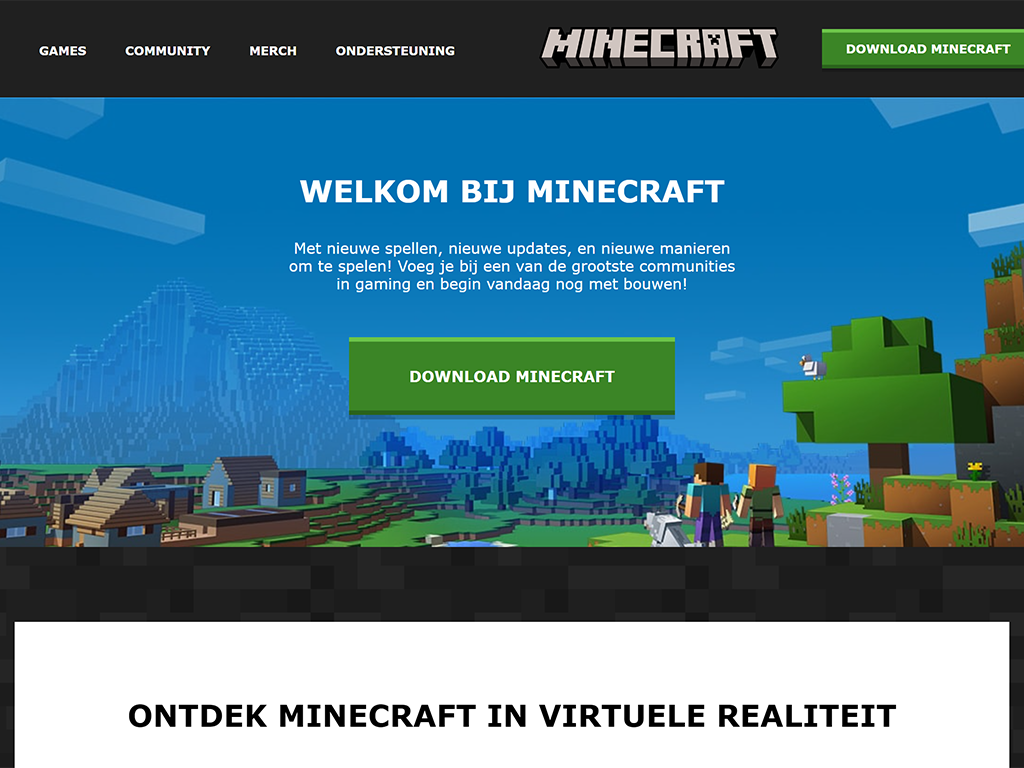 GAMES COMMUNITY MERCH ONDERSTEUNING MINECRAFT DOWNLOAD MINECRAFT
WELKOM BIJ MINECRAFT
Met nieuwe spellen, nieuwe updates, en nieuwe manieren
om te spelen! Voeg je bij een van de grootste communities
in gaming en begin vandaag nog met bouwen!
DOWNLOAD MINECRAFT
ONTDEK MINECRAFT IN VIRTUELE REALITEIT